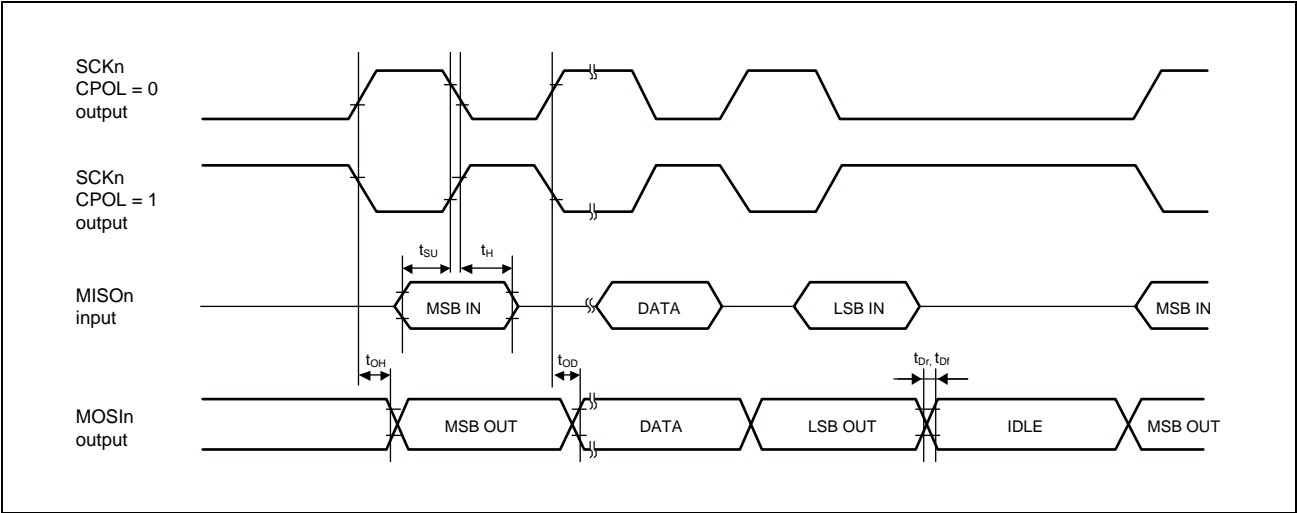 SCKn
CPOL = 0
output
SCKn
CPOL = 1
output
tSU
tH
MISOn
input
MSB IN
DATA
LSB IN
MSB IN
tOH
tOD
tDr, tDf
MOSIn
output
MSB OUT
DATA
LSB OUT
IDLE
MSB OUT